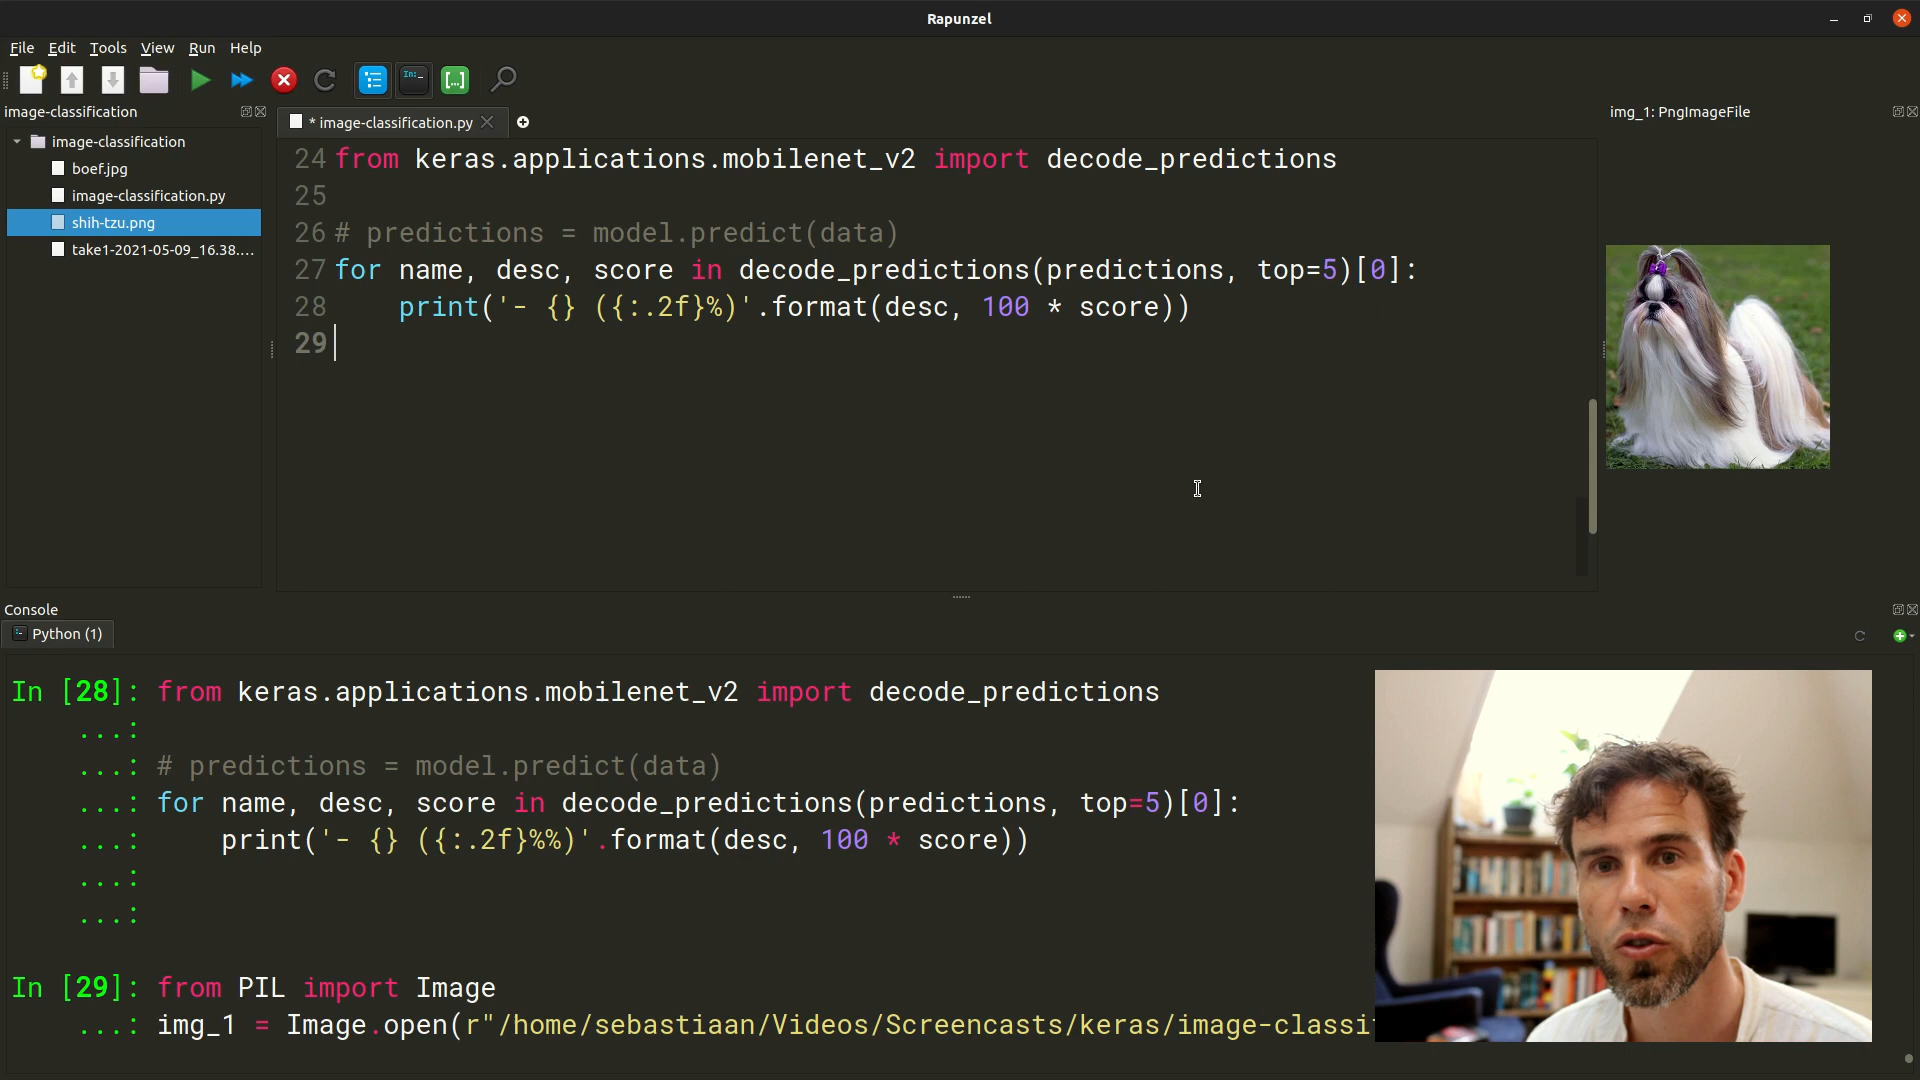 Rapunzel
File Edit Tools View Run Help
image-classification
image-classification
boef.jpg
image-classification.py
shih-tzu.png
take1-2021-05-09_16.38....
* image-classification.py
24 from keras.applications.mobilenet_v2 import decode_predictions
25
26 # predictions = model.predict(data)
27 for name, desc, score in decode_predictions(predictions, top=5)[0]:
28     print('- {} ({:.2f}%)'.format(desc, 100 * score))
29
img_1: PngImageFile
Console
Python (1)
In [28]: from keras.applications.mobilenet_v2 import decode_predictions
...:
...: # predictions = model.predict(data)
...: for name, desc, score in decode_predictions(predictions, top=5)[0]:
...:     print('- {} ({:.2f}%%)'.format(desc, 100 * score))
...:
...:
In [29]: from PIL import Image
...: img_1 = Image.open(r"/home/sebastiaan/Videos/Screencasts/keras/image-classi